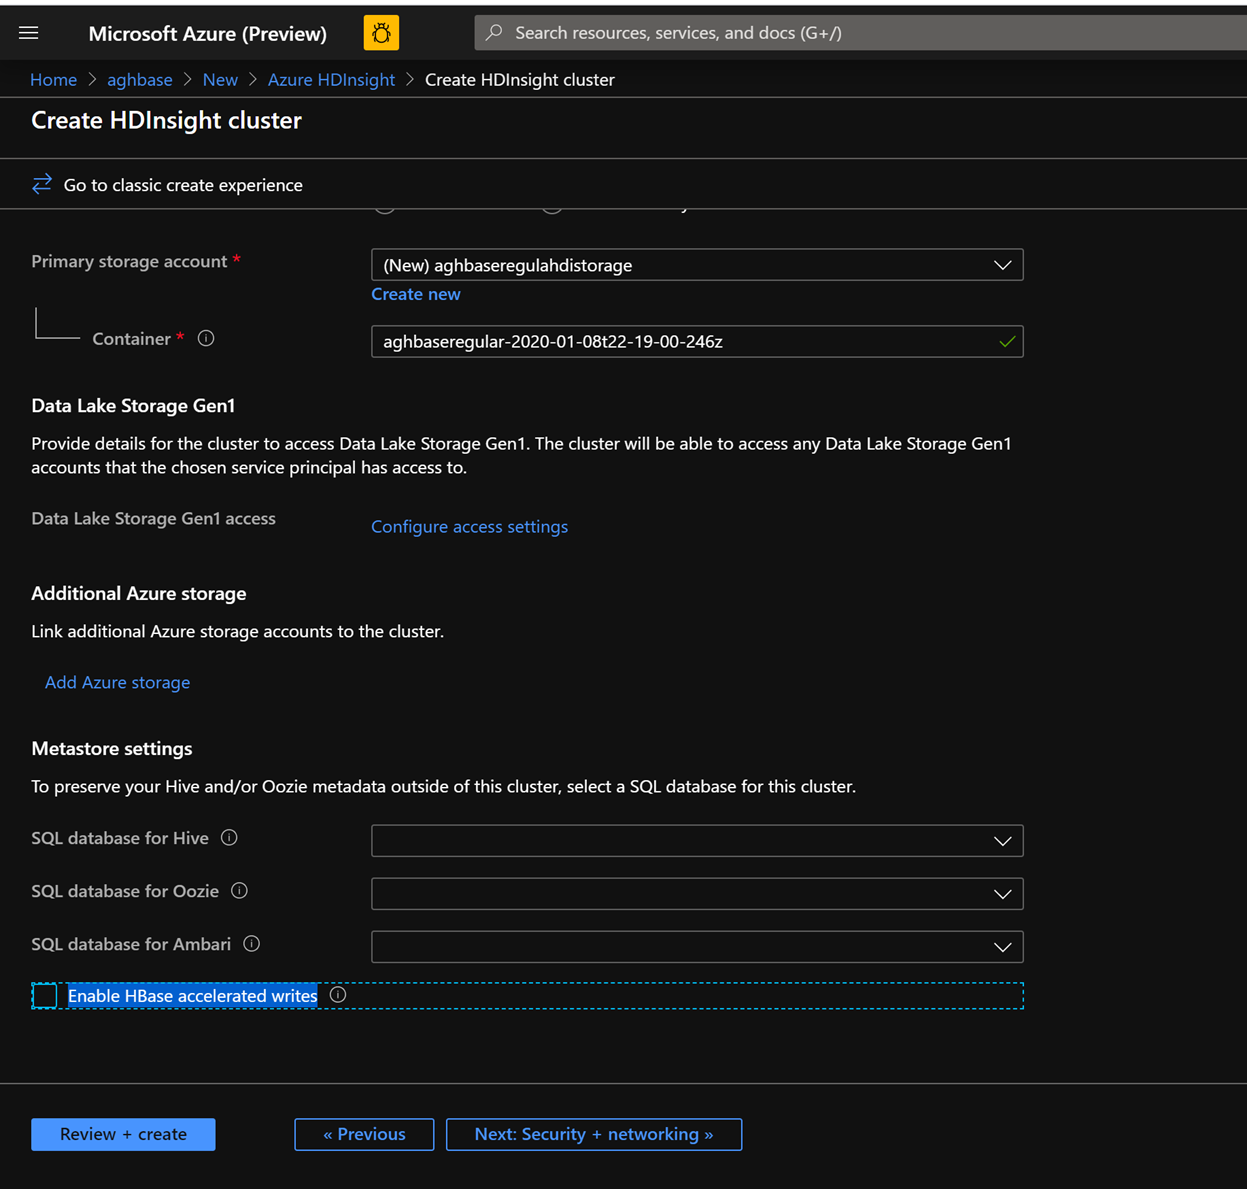 Microsoft Azure (Preview)
Search resources, services, and docs (G+/)
Home > aghbase > New > Azure HDInsight > Create HDInsight cluster
Create HDInsight cluster
Go to classic create experience
Primary storage account *
(New) aghbaseregulahdistorage
Create new
Container *
aghbaseregular-2020-01-08t22-19-00-246z
Data Lake Storage Gen1
Provide details for the cluster to access Data Lake Storage Gen1. The cluster will be able to access any Data Lake Storage Gen1
accounts that the chosen service principal has access to.
Data Lake Storage Gen1 access
Configure access settings
Additional Azure storage
Link additional Azure storage accounts to the cluster.
Add Azure storage
Metastore settings
To preserve your Hive and/or Oozie metadata outside of this cluster, select a SQL database for this cluster.
SQL database for Hive
SQL database for Oozie
SQL database for Ambari
Enable HBase accelerated writes
Review + create
« Previous
Next: Security + networking »